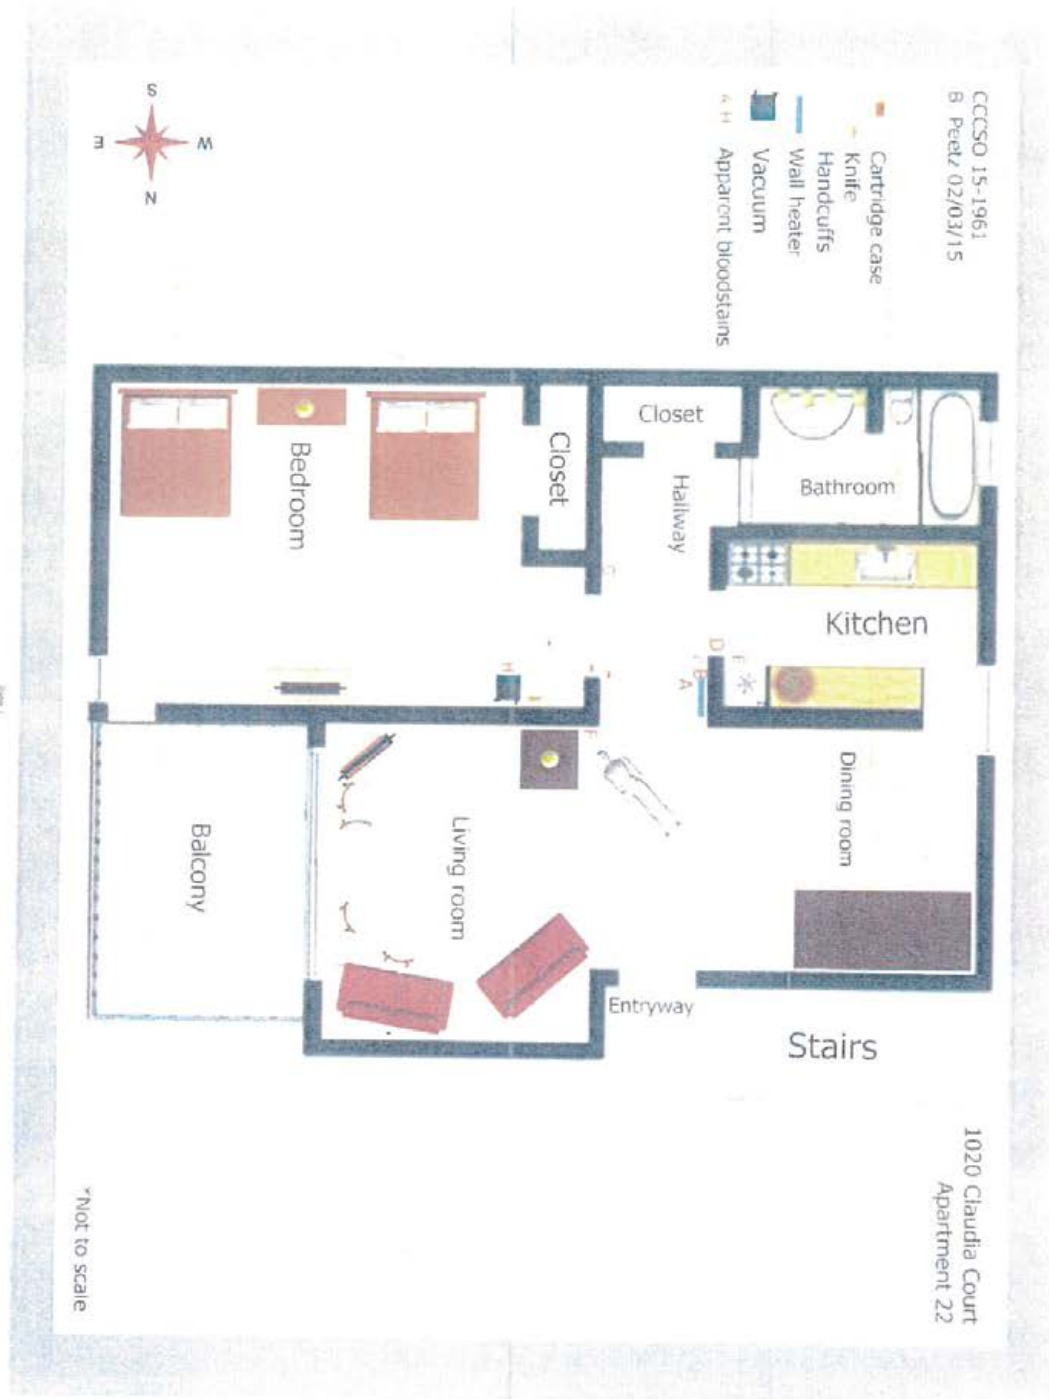 CCCSO 15-1961
B Peetz 02/03/15
Cartridge case
Knife
Handcuffs
Wall heater
Vacuum
A H Apparent bloodstains
S
E
W
N
1020 Claudia Court
Apartment 22
Closet
Closet
Bathroom
Hallway
Bedroom
Kitchen
D
F
B
A
G
H
F
Dining room
Living room
Balcony
Entryway
Stairs
*Not to scale